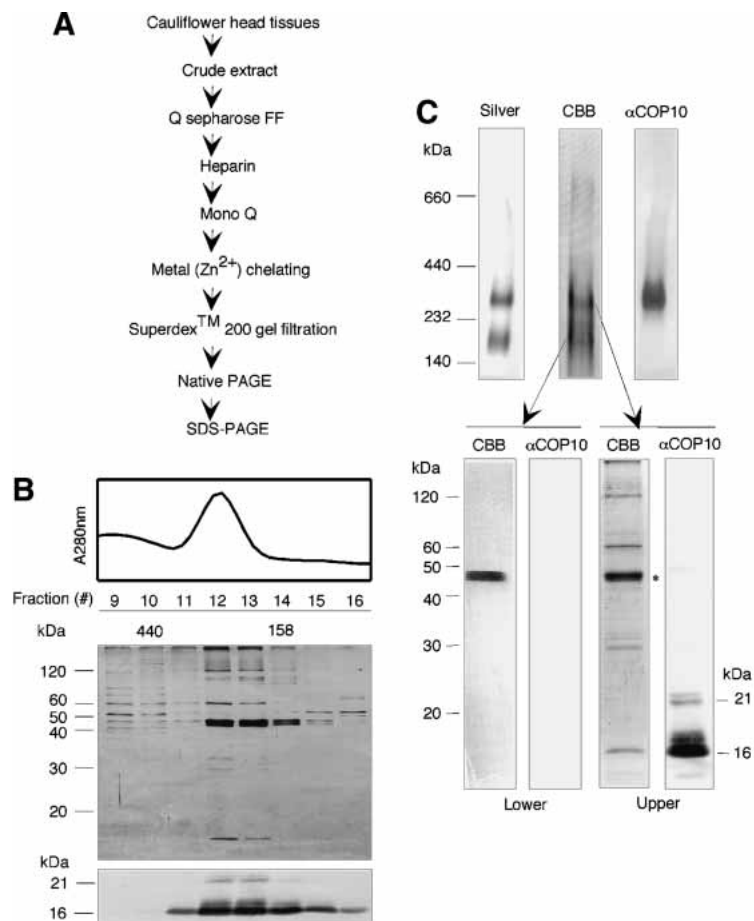 A
Cauliflower head tissues
Crude extract
Q sepharose FF
Heparin
Mono Q
Metal (Zn2+) chelating
Superdex™ 200 gel filtration
Native PAGE
SDS-PAGE
B
A280nm
Fraction (#) 9 10 11 12 13 14 15 16
kDa 440 158
120
60
50
40
30
20
kDa
21
16
C
Silver CBB αCOP10
kDa
660
440
232
140
CBB αCOP10 CBB αCOP10
kDa
120
60
50
40
30
20
*
kDa
21
16
Lower Upper